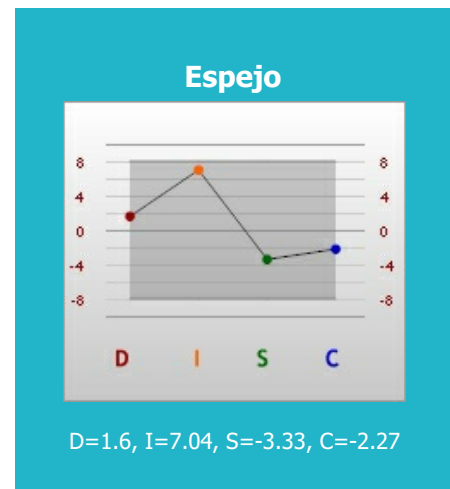 Espejo
8 8
4 4
0 0
-4 -4
-8 -8
D I S C
D=1.6, I=7.04, S=-3.33, C=-2.27